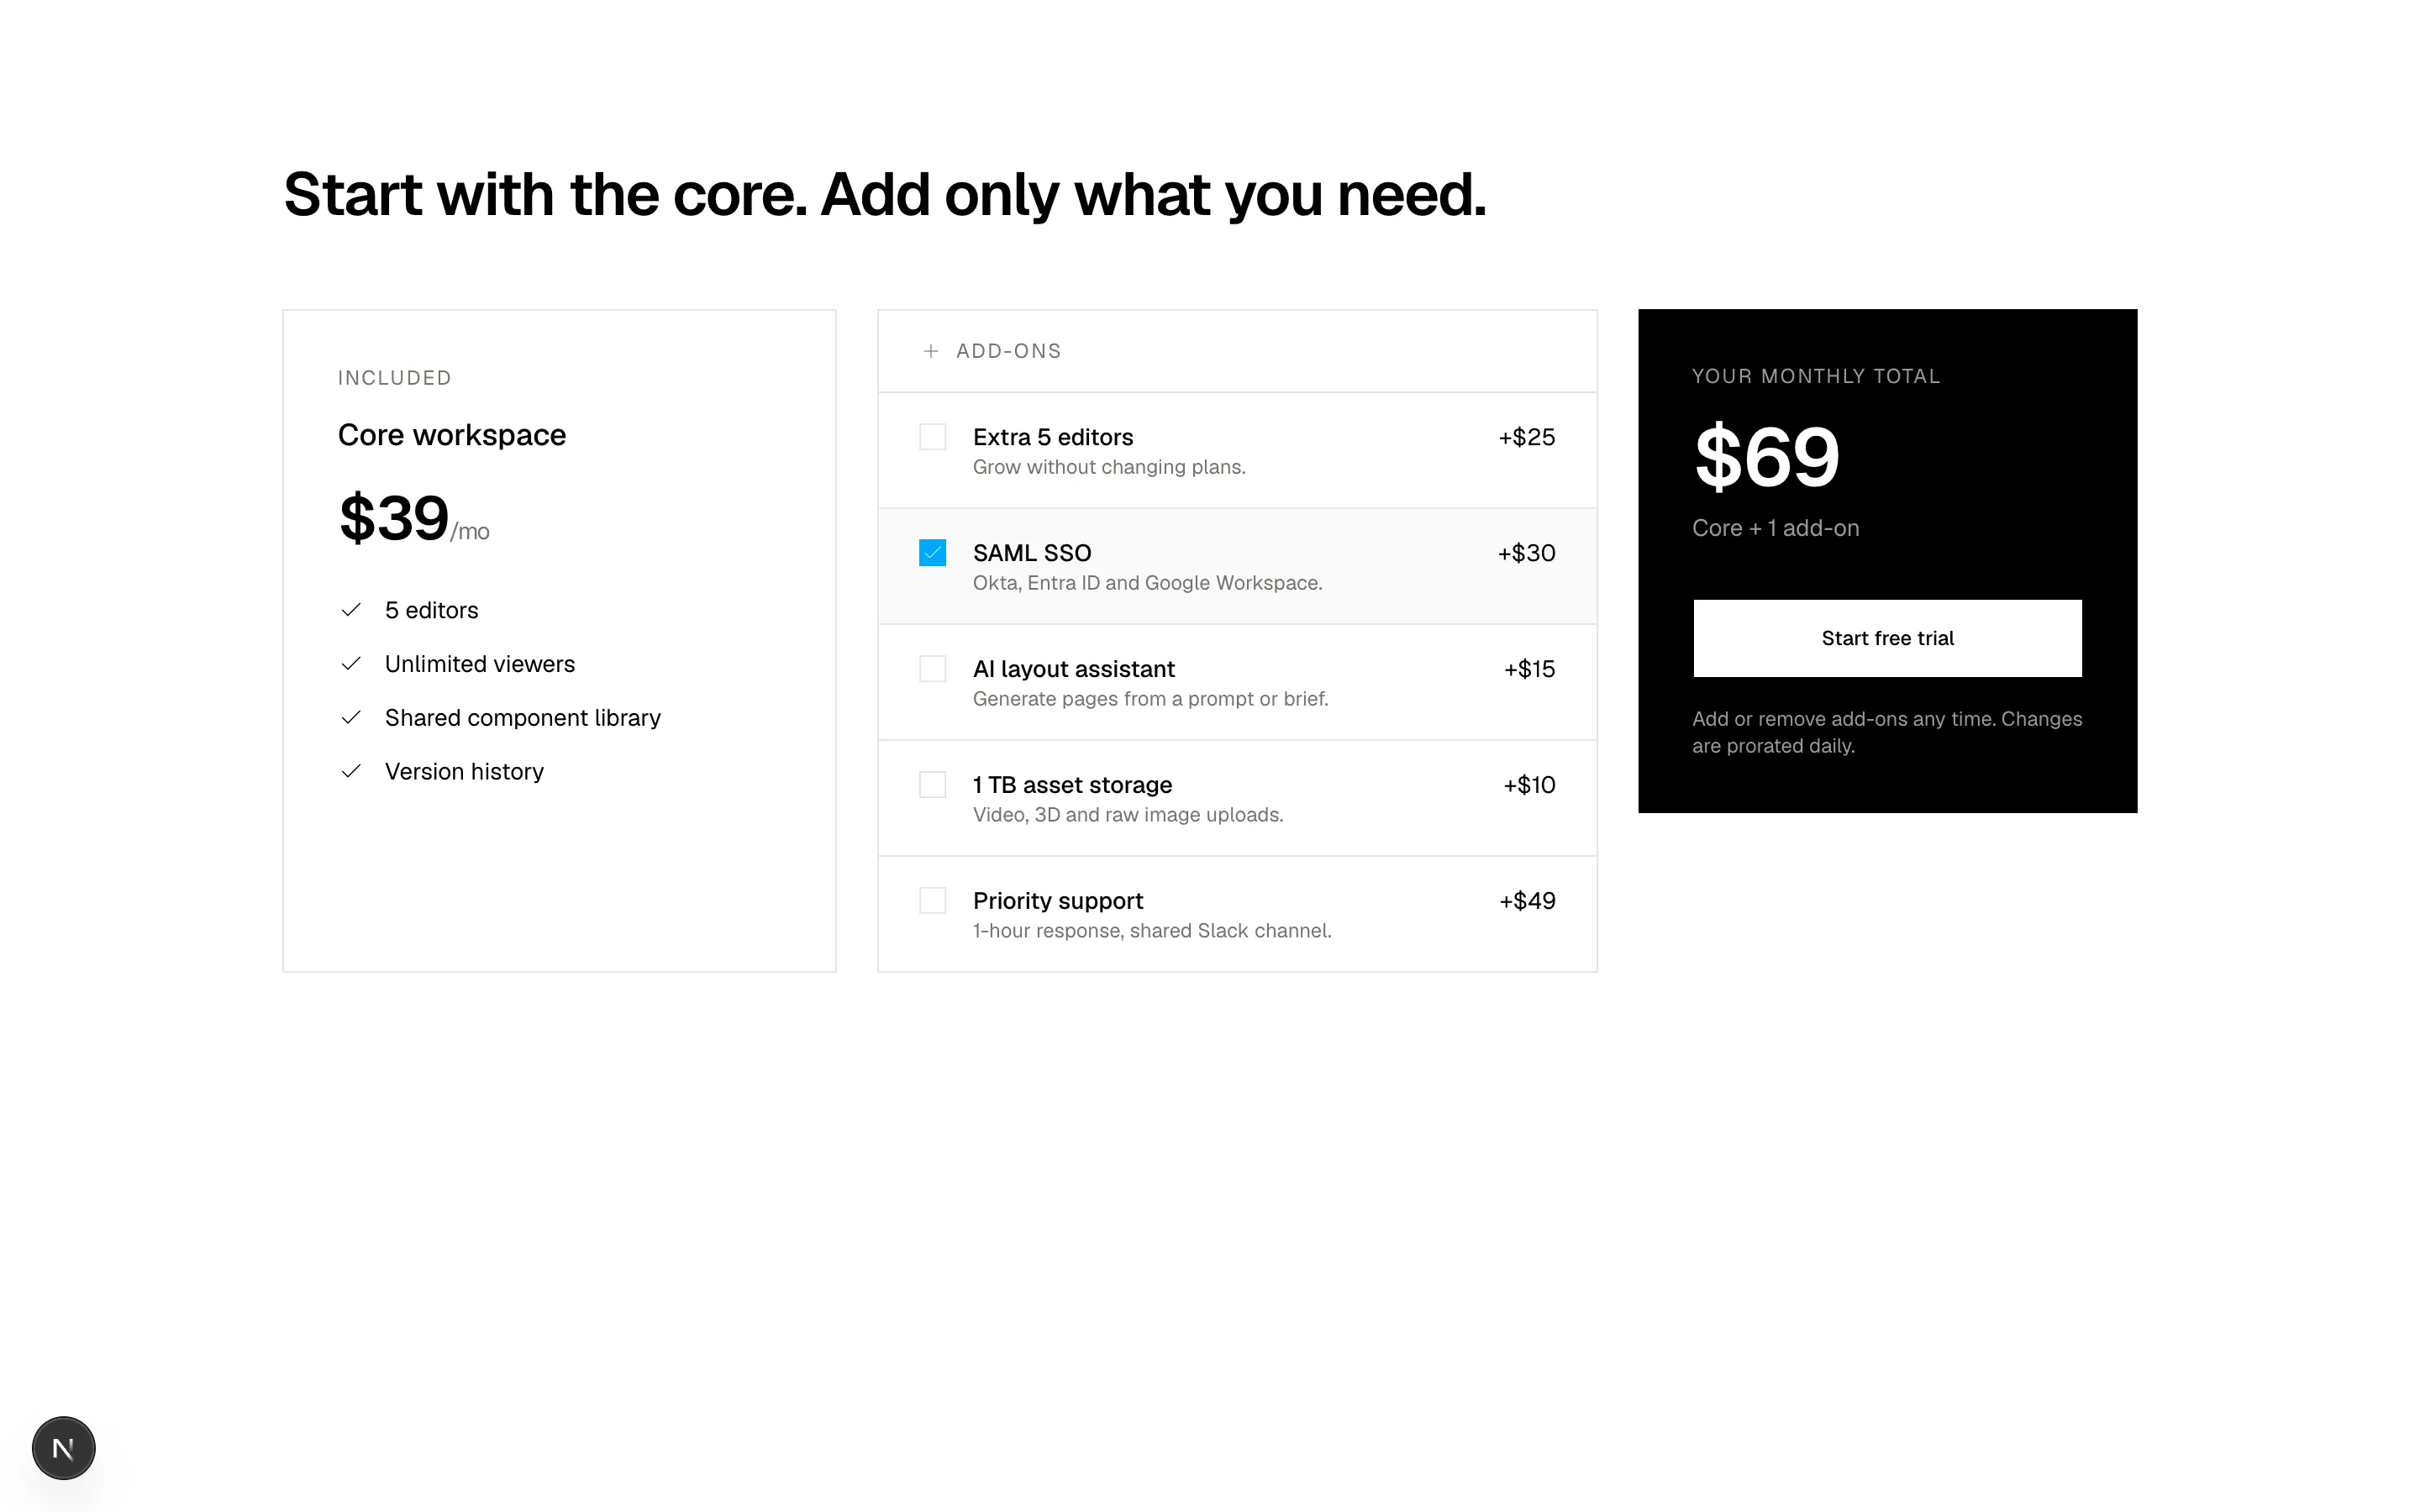 Start with the core. Add only what you need.
INCLUDED
Core workspace
$39/mo
5 editors
Unlimited viewers
Shared component library
Version history
+ ADD-ONS
Extra 5 editors +$25
Grow without changing plans.
SAML SSO +$30
Okta, Entra ID and Google Workspace.
AI layout assistant +$15
Generate pages from a prompt or brief.
1 TB asset storage +$10
Video, 3D and raw image uploads.
Priority support +$49
1-hour response, shared Slack channel.
YOUR MONTHLY TOTAL
$69
Core + 1 add-on
Start free trial
Add or remove add-ons any time. Changes
are prorated daily.
N